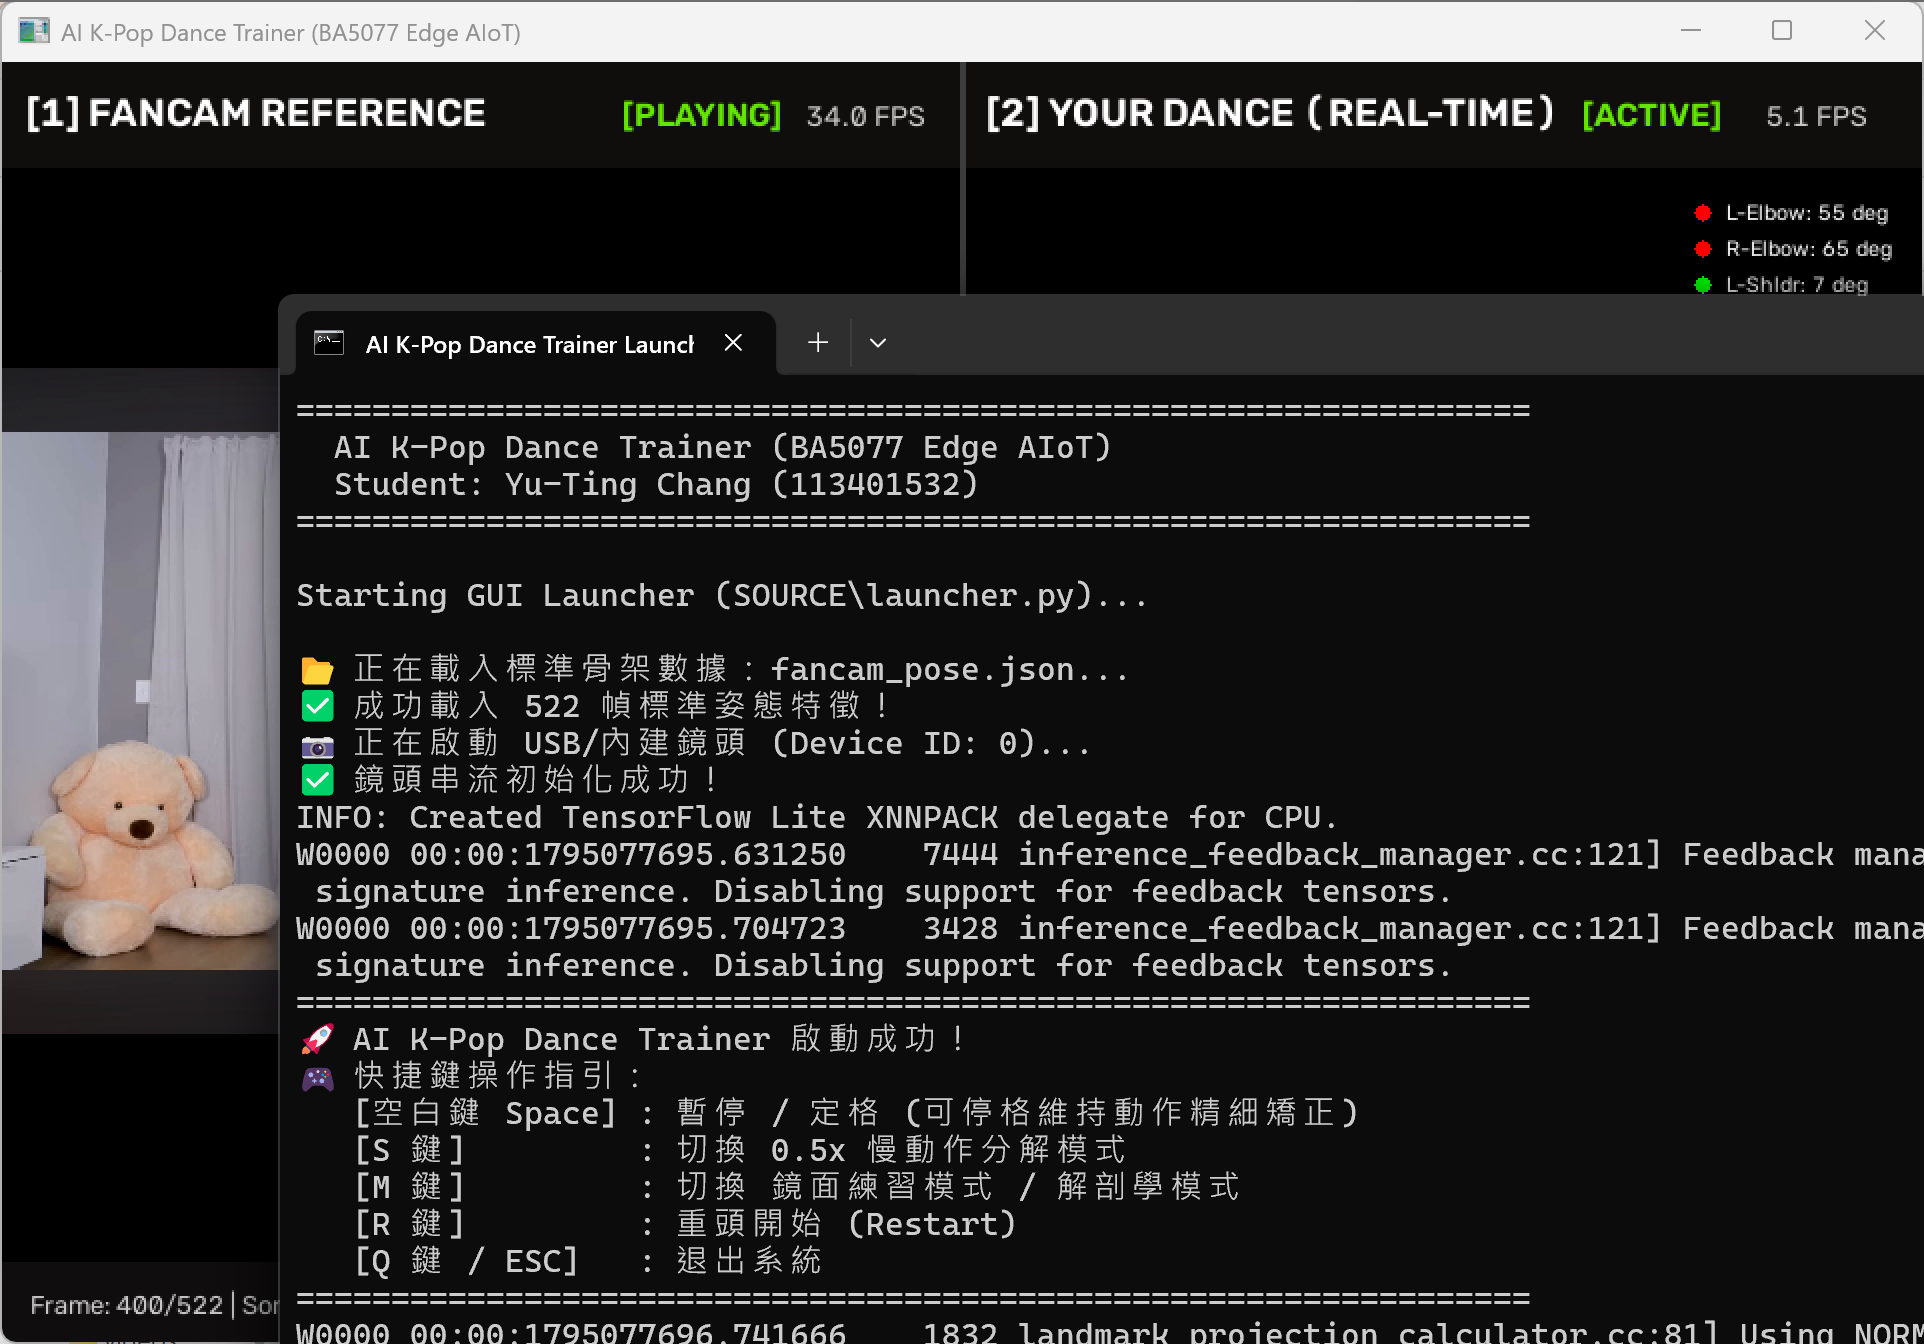 AI K-Pop Dance Trainer (BA5077 Edge AIoT)
[1] FANCAM REFERENCE [PLAYING] 34.0 FPS
[2] YOUR DANCE (REAL-TIME) [ACTIVE] 5.1 FPS
L-Elbow: 55 deg
R-Elbow: 65 deg
L-Shldr: 7 deg
AI K-Pop Dance Trainer Launch
=================================================================
AI K-Pop Dance Trainer (BA5077 Edge AIoT)
Student: Yu-Ting Chang (113401532)
=================================================================
Starting GUI Launcher (SOURCE\launcher.py)...
📂 正在載入標準骨架數據：fancam_pose.json...
✅ 成功載入 522 幀標準姿態特徵！
📷 正在啟動 USB/內建鏡頭 (Device ID: 0)...
✅ 鏡頭串流初始化成功！
INFO: Created TensorFlow Lite XNNPACK delegate for CPU.
W0000 00:00:1795077695.631250    7444 inference_feedback_manager.cc:121] Feedback mana
signature inference. Disabling support for feedback tensors.
W0000 00:00:1795077695.704723    3428 inference_feedback_manager.cc:121] Feedback mana
signature inference. Disabling support for feedback tensors.
=================================================================
🚀 AI K-Pop Dance Trainer 啟動成功！
🎮 快捷鍵操作指引：
[空白鍵 Space] : 暫停 / 定格 (可停格維持動作精細矯正)
[S 鍵] : 切換 0.5x 慢動作分解模式
[M 鍵] : 切換 鏡面練習模式 / 解剖學模式
[R 鍵] : 重頭開始 (Restart)
[Q 鍵 / ESC] : 退出系統
=================================================================
W0000 00:00:1795077696.741666    1832 landmark_projection_calculator.cc:81] Using NORM
Frame: 400/522 | Son